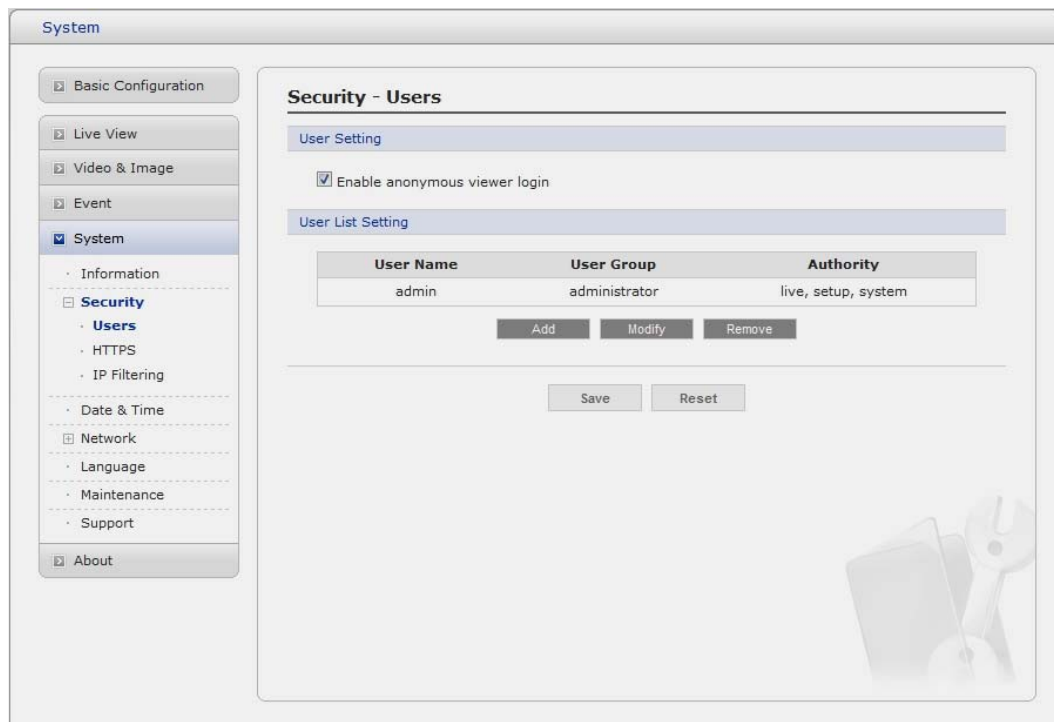 System
Basic Configuration
Live View
Video & Image
Event
System
Information
Security
Users
HTTPS
IP Filtering
Date & Time
Network
Language
Maintenance
Support
About
Security - Users
User Setting
Enable anonymous viewer login
User List Setting
User Name User Group Authority
admin administrator live, setup, system
Add Modify Remove
Save Reset